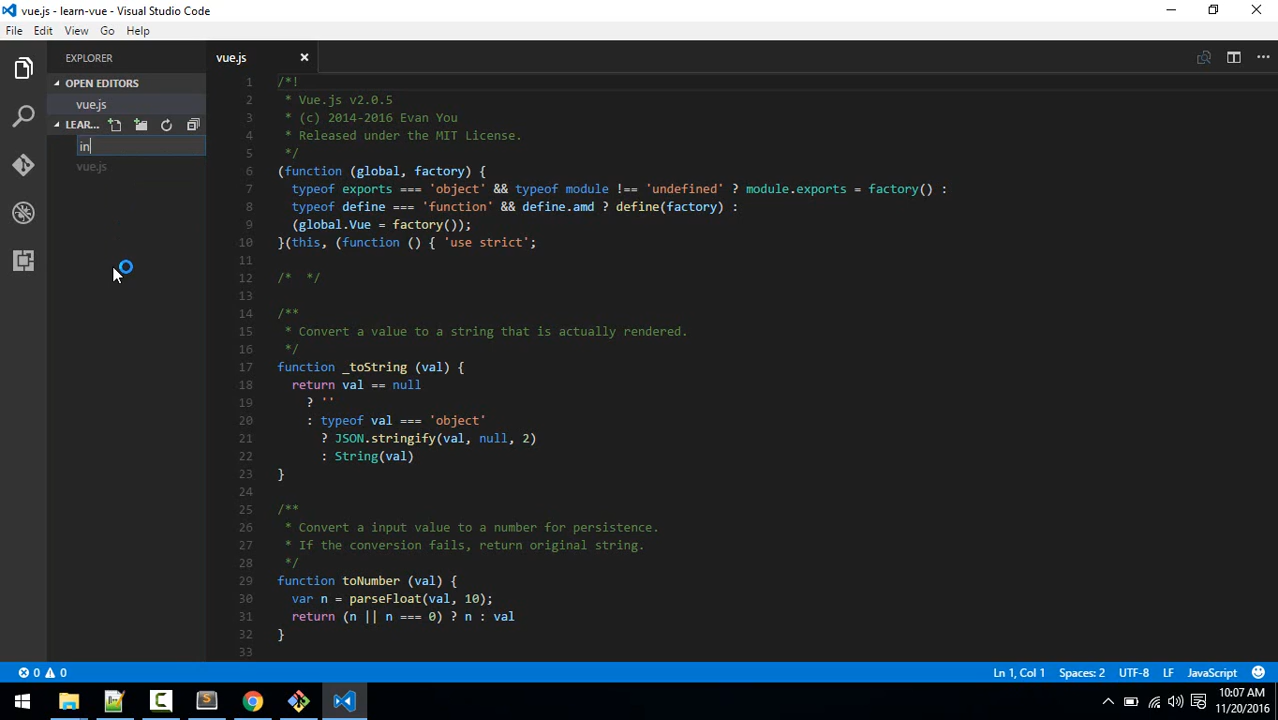 vue.js - learn-vue - Visual Studio Code
File Edit View Go Help
EXPLORER
OPEN EDITORS
vue.js
LEAR...
in
vue.js
vue.js
1 /*!
2  * Vue.js v2.0.5
3  * (c) 2014-2016 Evan You
4  * Released under the MIT License.
5  */
6 (function (global, factory) {
7   typeof exports === 'object' && typeof module !== 'undefined' ? module.exports = factory() :
8   typeof define === 'function' && define.amd ? define(factory) :
9   (global.Vue = factory());
10 }(this, (function () { 'use strict';
11
12 /*  */
13
14 /**
15  * Convert a value to a string that is actually rendered.
16  */
17 function _toString (val) {
18   return val == null
19     ? ''
20     : typeof val === 'object'
21       ? JSON.stringify(val, null, 2)
22       : String(val)
23 }
24
25 /**
26  * Convert a input value to a number for persistence.
27  * If the conversion fails, return original string.
28  */
29 function toNumber (val) {
30   var n = parseFloat(val, 10);
31   return (n || n === 0) ? n : val
32 }
33
0 0 Ln 1, Col 1 Spaces: 2 UTF-8 LF JavaScript
10:07 AM
11/20/2016